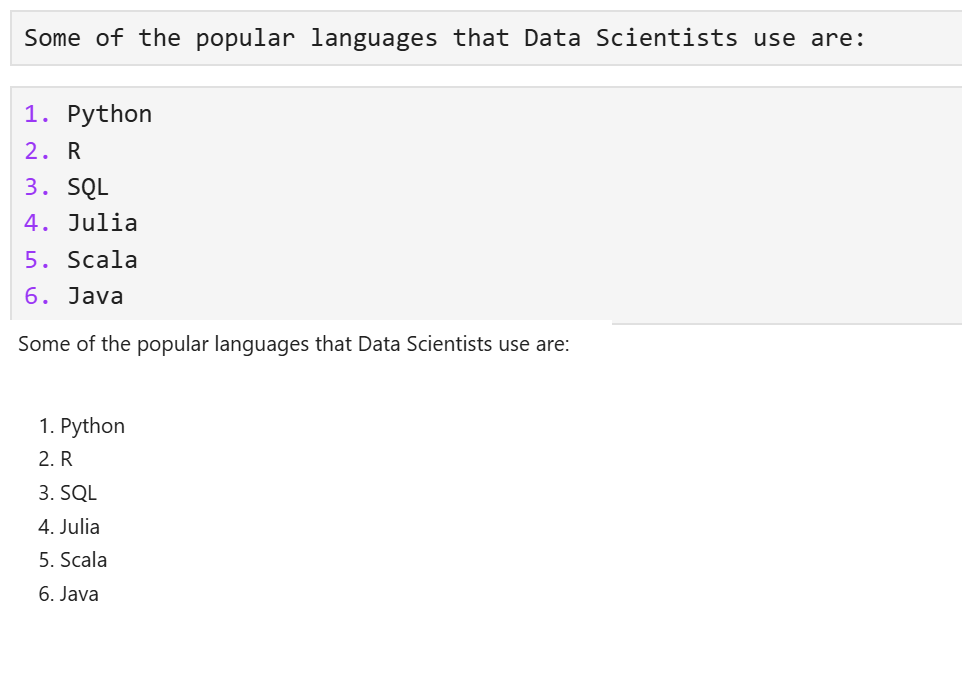 Some of the popular languages that Data Scientists use are:
1. Python
2. R
3. SQL
4. Julia
5. Scala
6. Java
Some of the popular languages that Data Scientists use are:
1. Python
2. R
3. SQL
4. Julia
5. Scala
6. Java